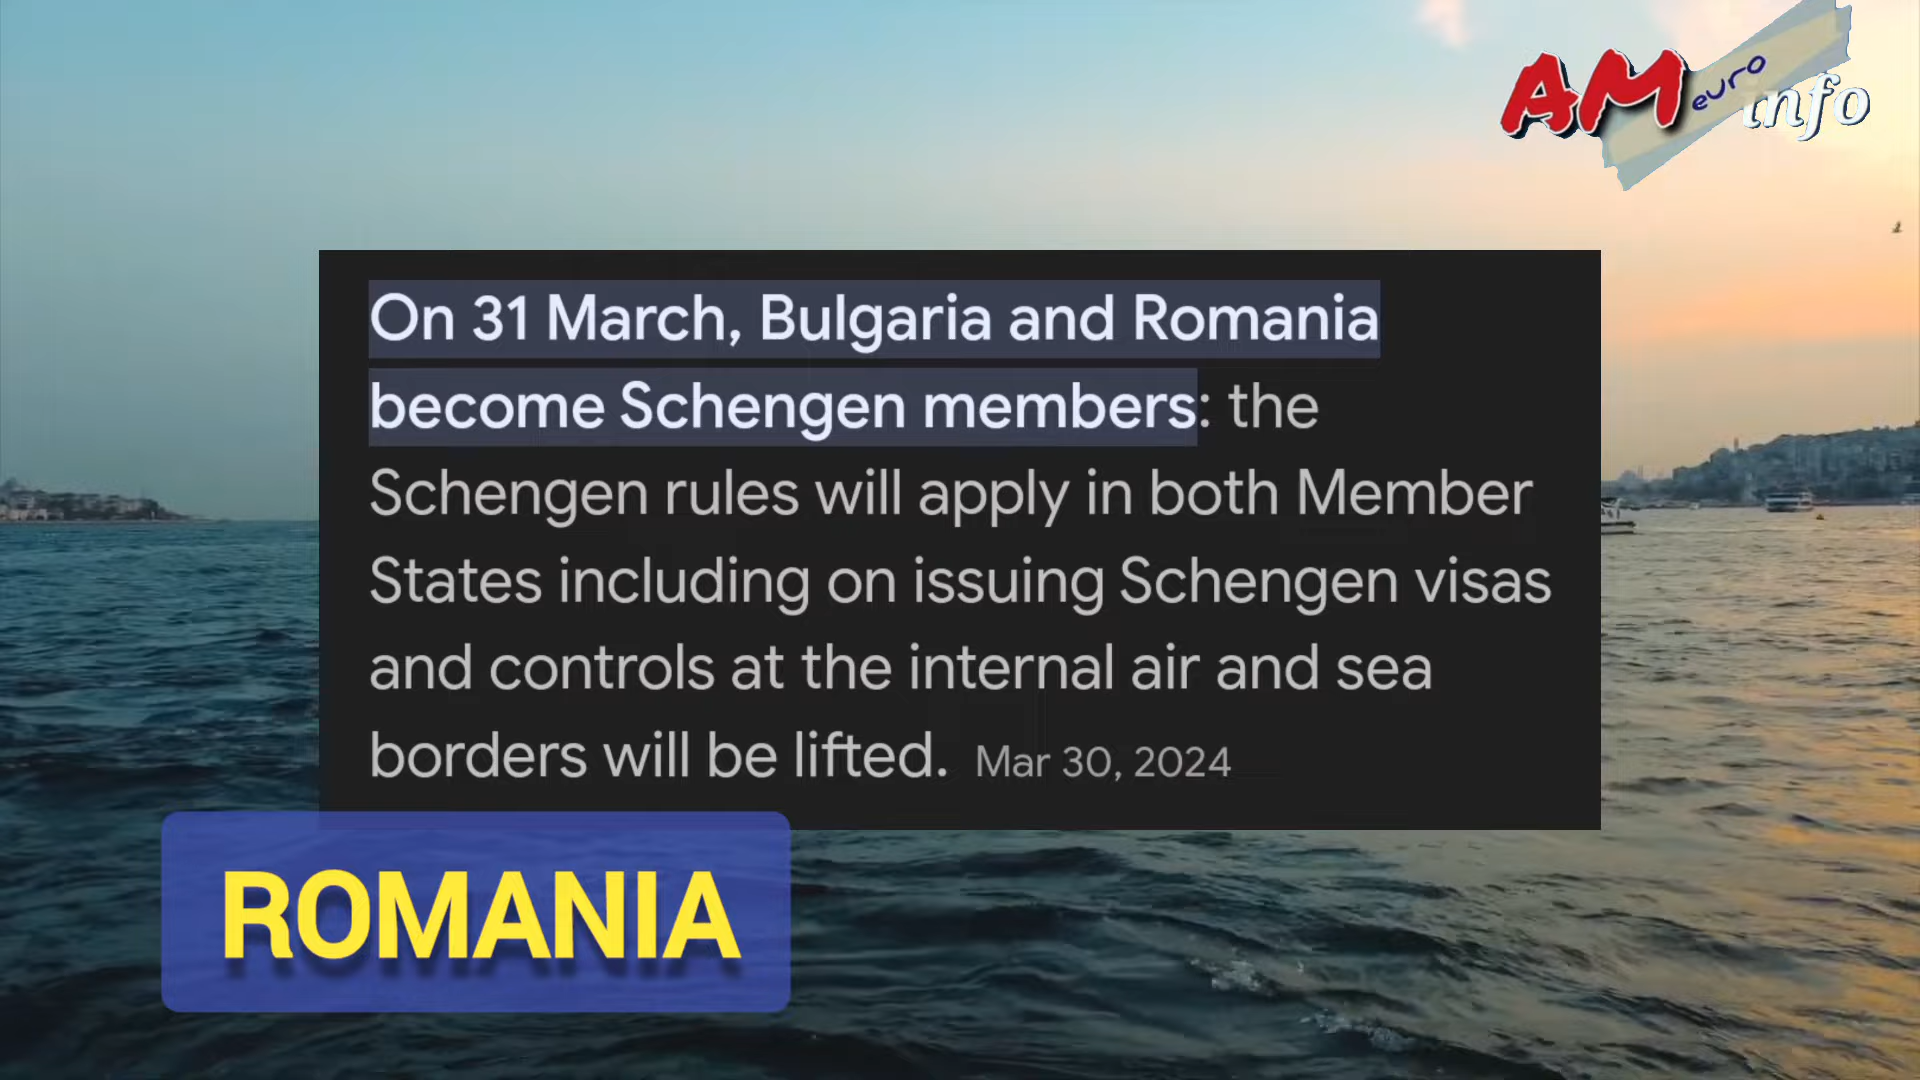 AM euro info
On 31 March, Bulgaria and Romania
become Schengen members: the
Schengen rules will apply in both Member
States including on issuing Schengen visas
and controls at the internal air and sea
borders will be lifted. Mar 30, 2024
ROMANIA